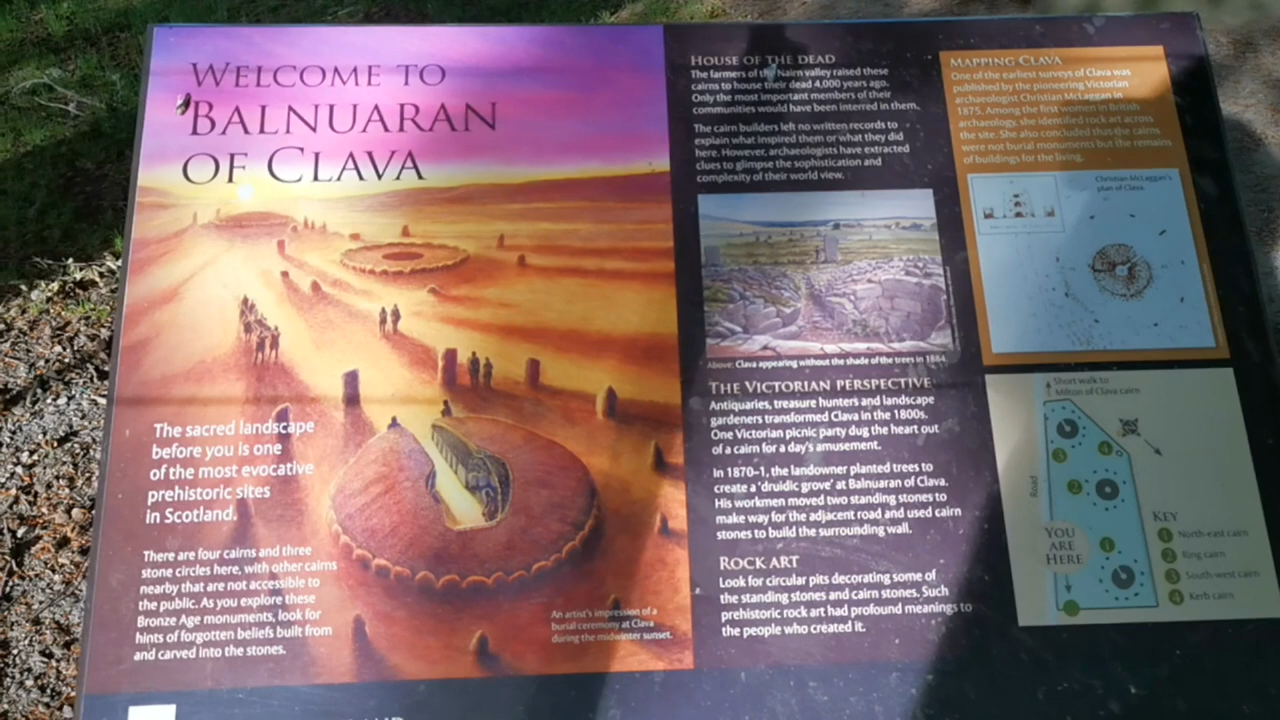 WELCOME TO
BALNUARAN
OF CLAVA
The sacred landscape
before you is one
of the most evocative
prehistoric sites
in Scotland.
There are four cairns and three
stone circles here, with other cairns
nearby that are not accessible to
the public. As you explore these
Bronze Age monuments, look for
hints of forgotten beliefs built from
and carved into the stones.
An artist's impression of a
burial ceremony at Clava
during the midwinter sunset.
HOUSE OF THE DEAD
The farmers of the Nairn valley raised these
cairns to house their dead 4,000 years ago.
Only the most important members of their
communities would have been interred in them.
The cairn builders left no written records to
explain what inspired them or what they did
here. However, archaeologists have extracted
clues to glimpse the sophistication and
complexity of their world view.
Above: Clava appearing without the shade of the trees in 1884.
THE VICTORIAN PERSPECTIVE
Antiquaries, treasure hunters and landscape
gardeners transformed Clava in the 1800s.
One Victorian picnic party dug the heart out
of a cairn for a day's amusement.
In 1870–1, the landowner planted trees to
create a 'druidic grove' at Balnuaran of Clava.
His workmen moved two standing stones to
make way for the adjacent road and used cairn
stones to build the surrounding wall.
ROCK ART
Look for circular pits decorating some of
the standing stones and cairn stones. Such
prehistoric rock art had profound meanings to
the people who created it.
MAPPING CLAVA
One of the earliest surveys of Clava was
published by the pioneering Victorian
archaeologist Christian McLaggan in
1875. Among the first women in British
archaeology, she identified rock art across
the site. She also concluded thus the cairns
were not burial monuments but the remains
of buildings for the living.
Christian McLaggan's
plan of Clava.
Short walk to
Milton of Clava cairn
Road
3
4
2
1
YOU
ARE
HERE
KEY
1 North-east cairn
2 Ring cairn
3 South-west cairn
4 Kerb cairn